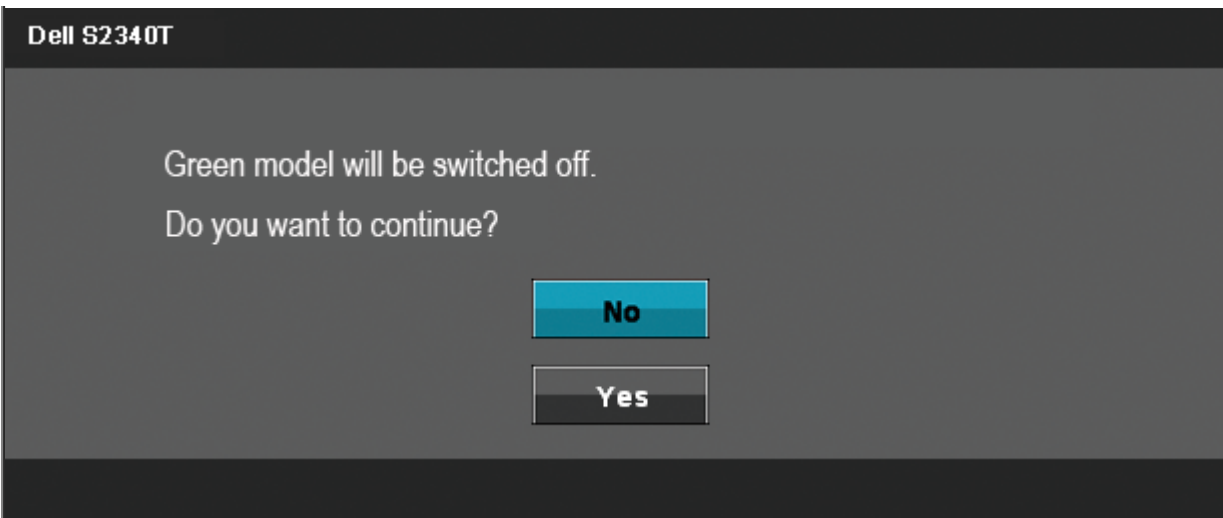 Dell S2340T
Green model will be switched off.
Do you want to continue?
No
Yes